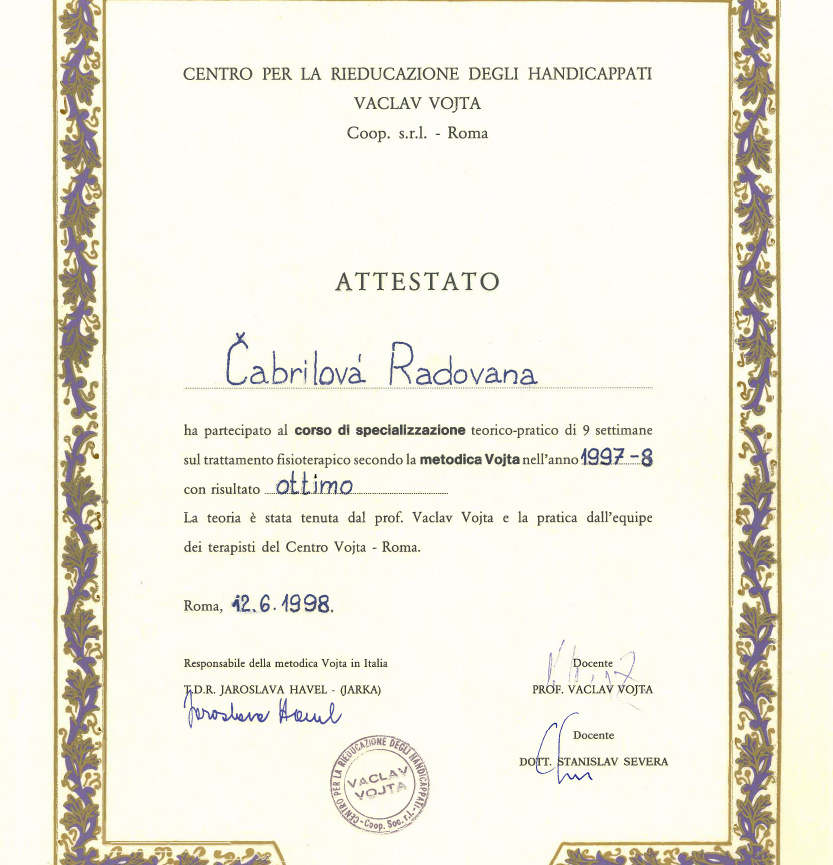 CENTRO PER LA RIEDUCAZIONE DEGLI HANDICAPPATI
VACLAV VOJTA
Coop. s.r.l. - Roma
ATTESTATO
Čabrilová Radovana
ha partecipato al corso di specializzazione teorico-pratico di 9 settimane
sul trattamento fisioterapico secondo la metodica Vojta nell'anno 1997-8
con risultato ottimo
La teoria è stata tenuta dal prof. Vaclav Vojta e la pratica dall'equipe
dei terapisti del Centro Vojta - Roma.
Roma, 12.6.1998.
Responsabile della metodica Vojta in Italia
T.D.R. JAROSLAVA HAVEL - (JARKA)
Jaroslava Havel
Docente
PROF. VACLAV VOJTA
Docente
DOTT. STANISLAV SEVERA
CENTRO PER LA RIEDUCAZIONE DEGLI HANDICAPPATI
VACLAV
VOJTA
Coop. Soc. r.l.